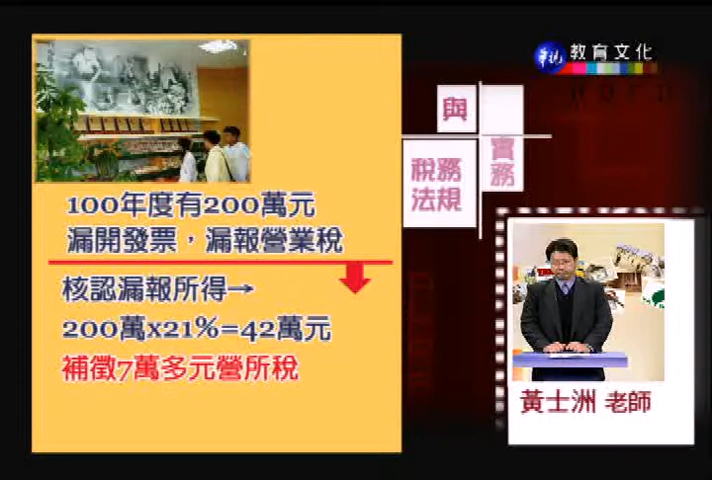 華視 教育文化
稅務
法規
與
實
務
100年度有200萬元
漏開發票，漏報營業稅
核認漏報所得→
200萬x21%=42萬元
補徵7萬多元營所稅
黃士洲 老師